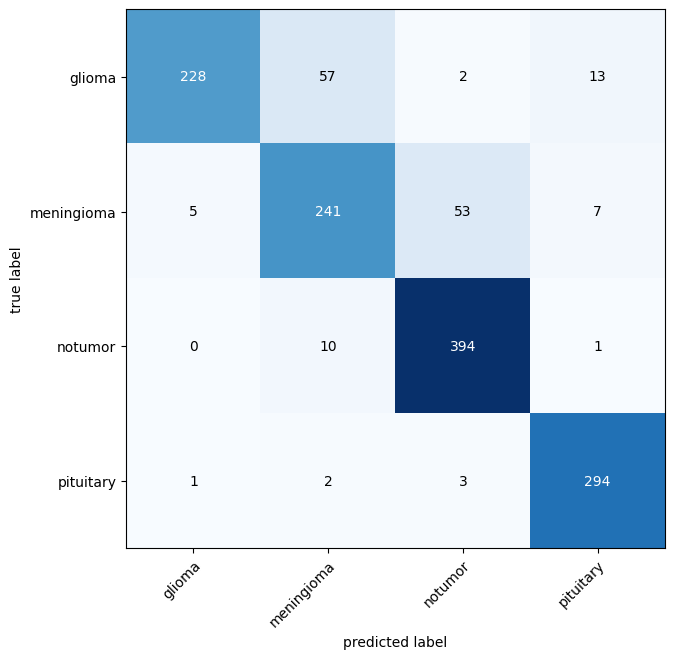 glioma 228 57 2 13
meningioma 5 241 53 7
notumor 0 10 394 1
pituitary 1 2 3 294
true label
glioma meningioma notumor pituitary
predicted label